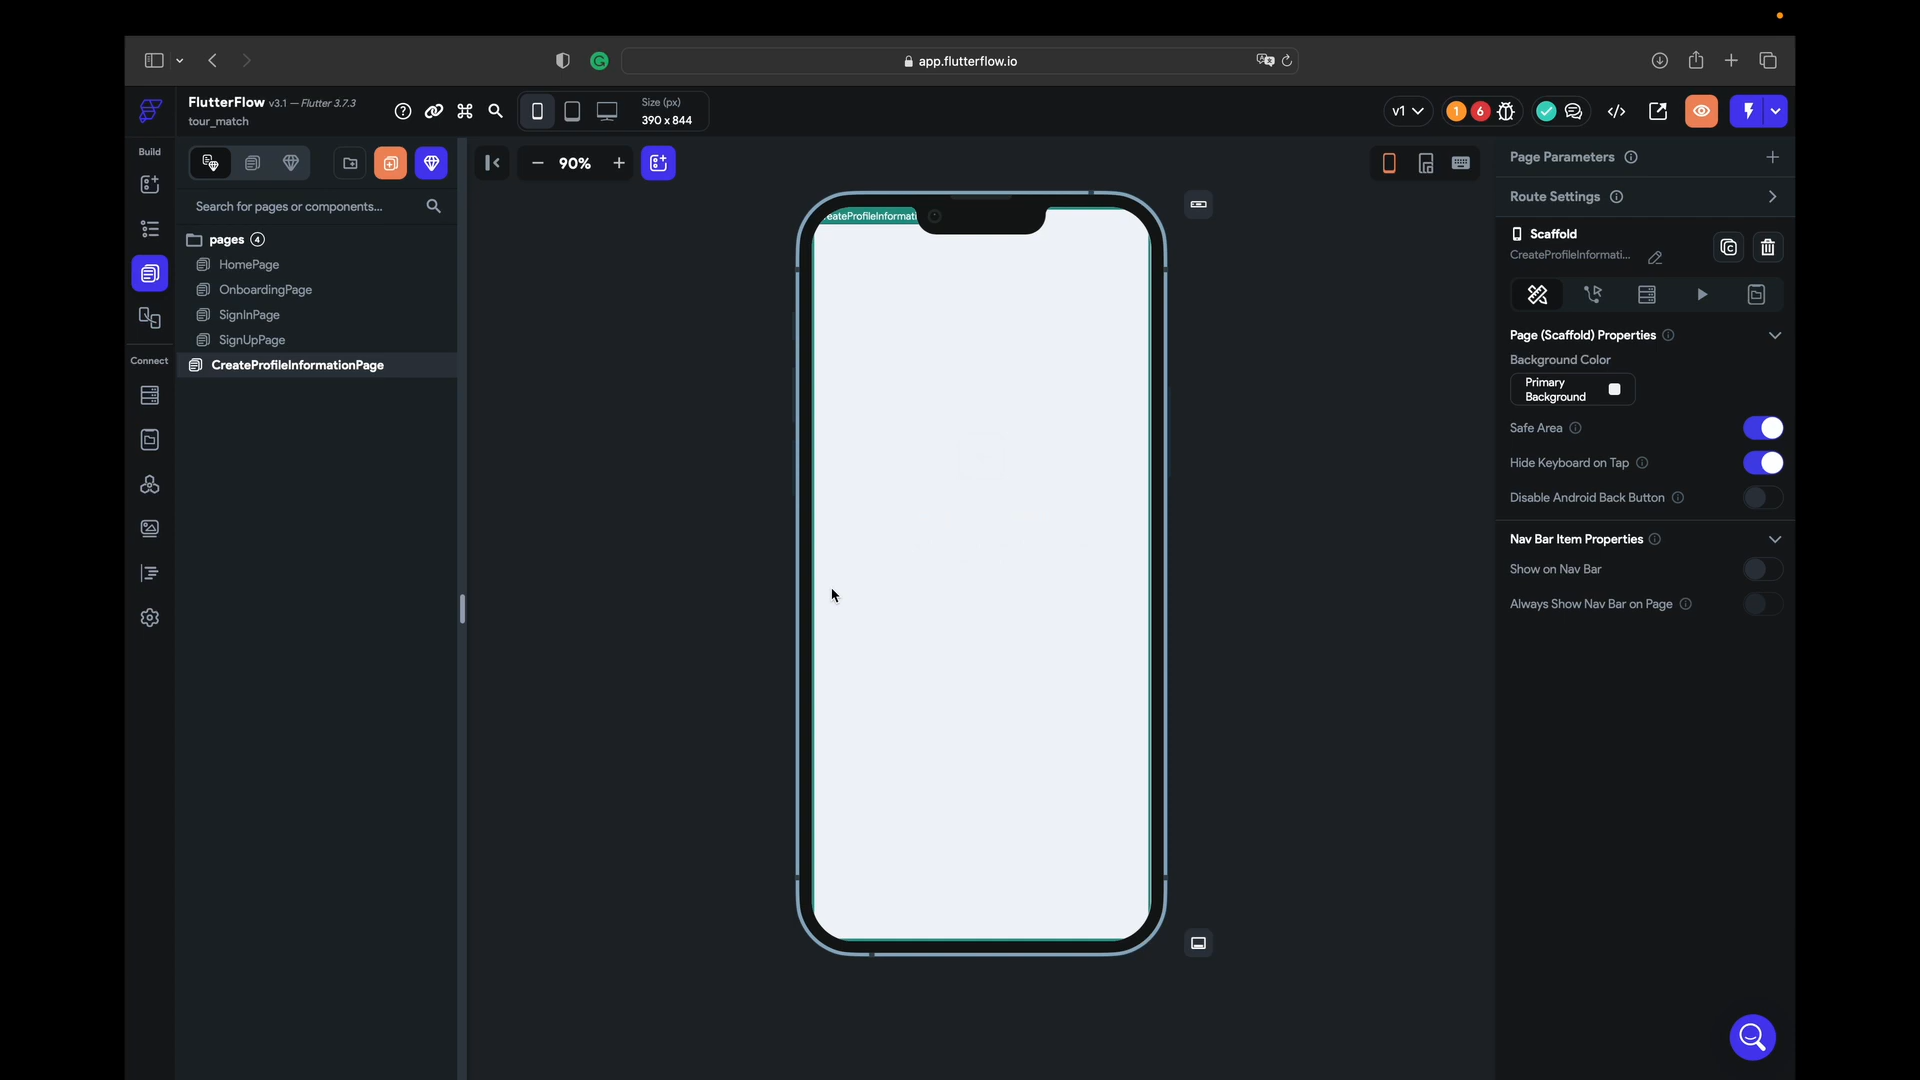 app.flutterflow.io
FlutterFlow v3.1 — Flutter 3.7.3
tour_match
Size (px)
390 x 844
v1
1
6
Build
90%
Search for pages or components...
pages 4
HomePage
OnboardingPage
SignInPage
SignUpPage
CreateProfileInformationPage
Connect
reateProfileInformati
Page Parameters
Route Settings
Scaffold
CreateProfileInformati...
Page (Scaffold) Properties
Background Color
Primary
Background
Safe Area
Hide Keyboard on Tap
Disable Android Back Button
Nav Bar Item Properties
Show on Nav Bar
Always Show Nav Bar on Page